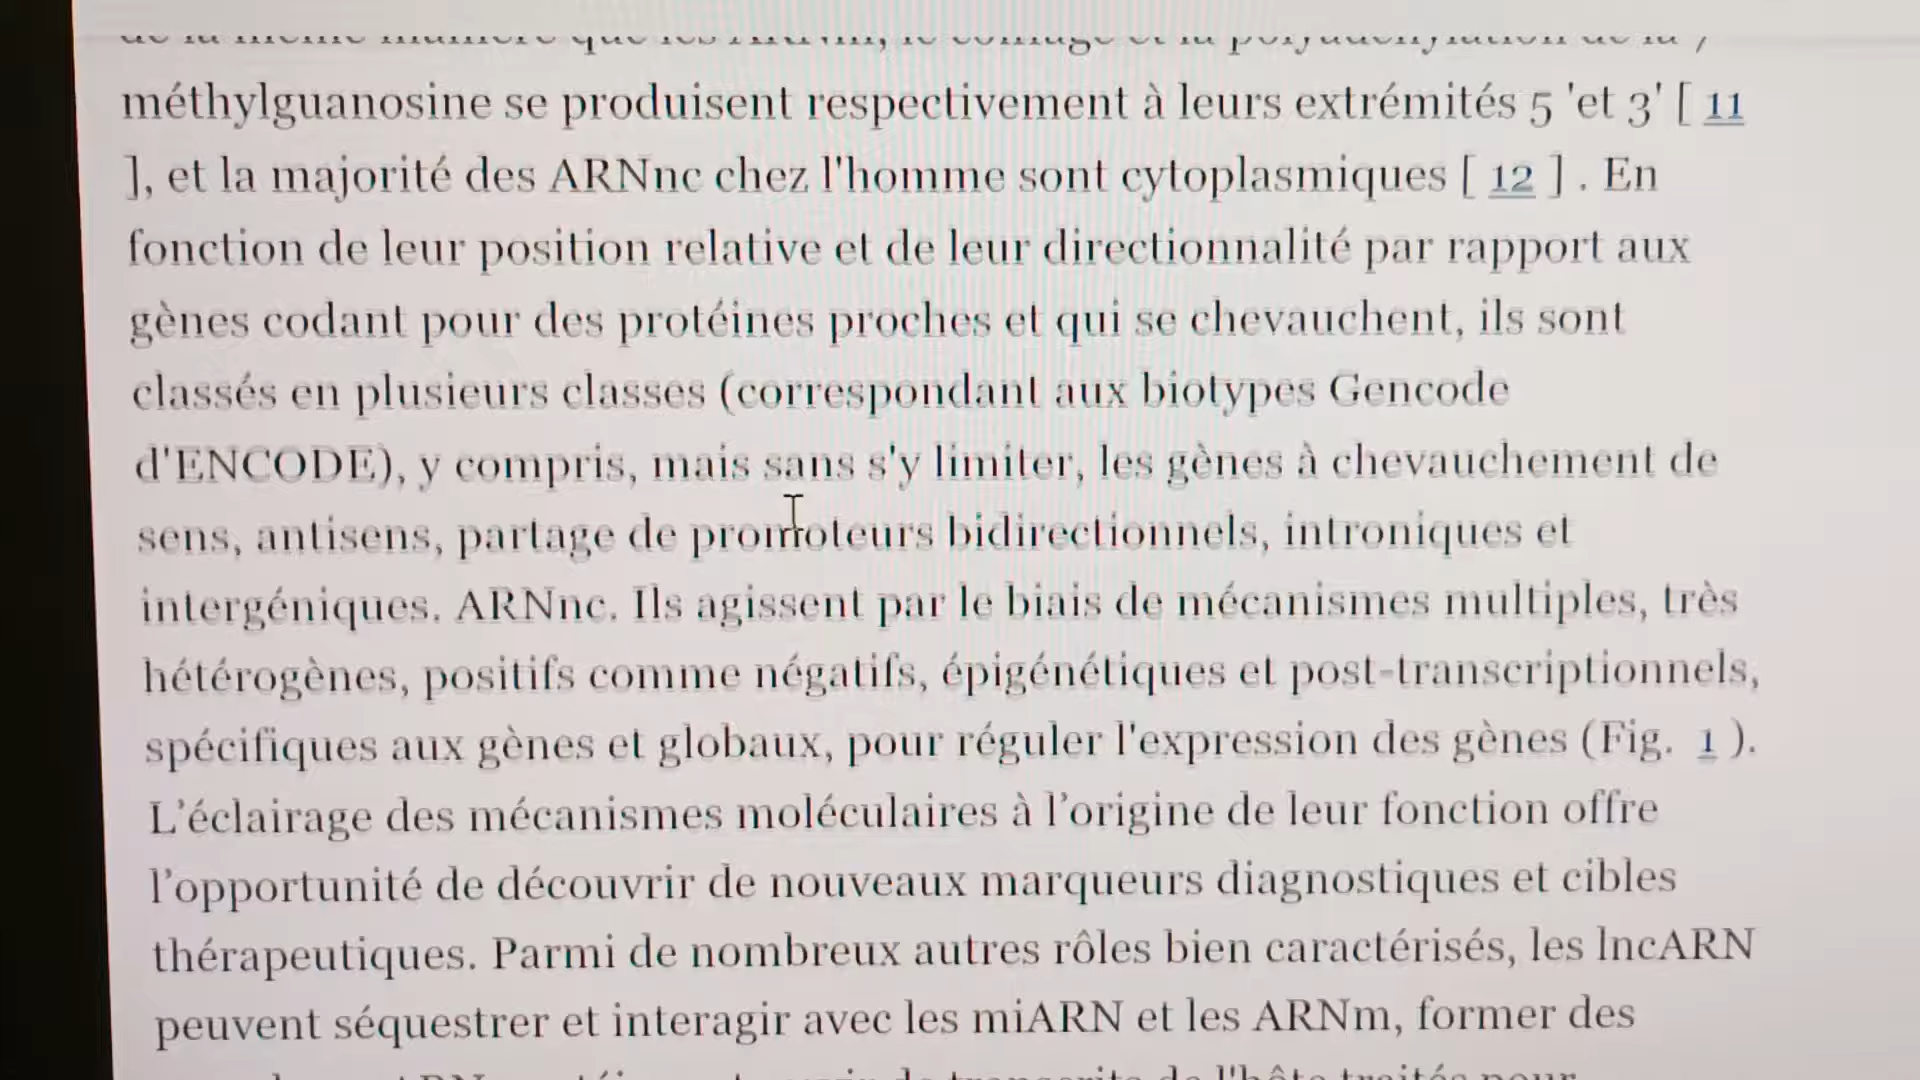 méthylguanosine se produisent respectivement à leurs extrémités 5 'et 3' [ 11
], et la majorité des ARNnc chez l'homme sont cytoplasmiques [ 12 ] . En
fonction de leur position relative et de leur directionnalité par rapport aux
gènes codant pour des protéines proches et qui se chevauchent, ils sont
classés en plusieurs classes (correspondant aux biotypes Gencode
d'ENCODE), y compris, mais sans s'y limiter, les gènes à chevauchement de
sens, antisens, partage de promoteurs bidirectionnels, introniques et
intergéniques. ARNnc. Ils agissent par le biais de mécanismes multiples, très
hétérogènes, positifs comme négatifs, épigénétiques et post-transcriptionnels,
spécifiques aux gènes et globaux, pour réguler l'expression des gènes (Fig. 1 ).
L’éclairage des mécanismes moléculaires à l’origine de leur fonction offre
l’opportunité de découvrir de nouveaux marqueurs diagnostiques et cibles
thérapeutiques. Parmi de nombreux autres rôles bien caractérisés, les lncARN
peuvent séquestrer et interagir avec les miARN et les ARNm, former des